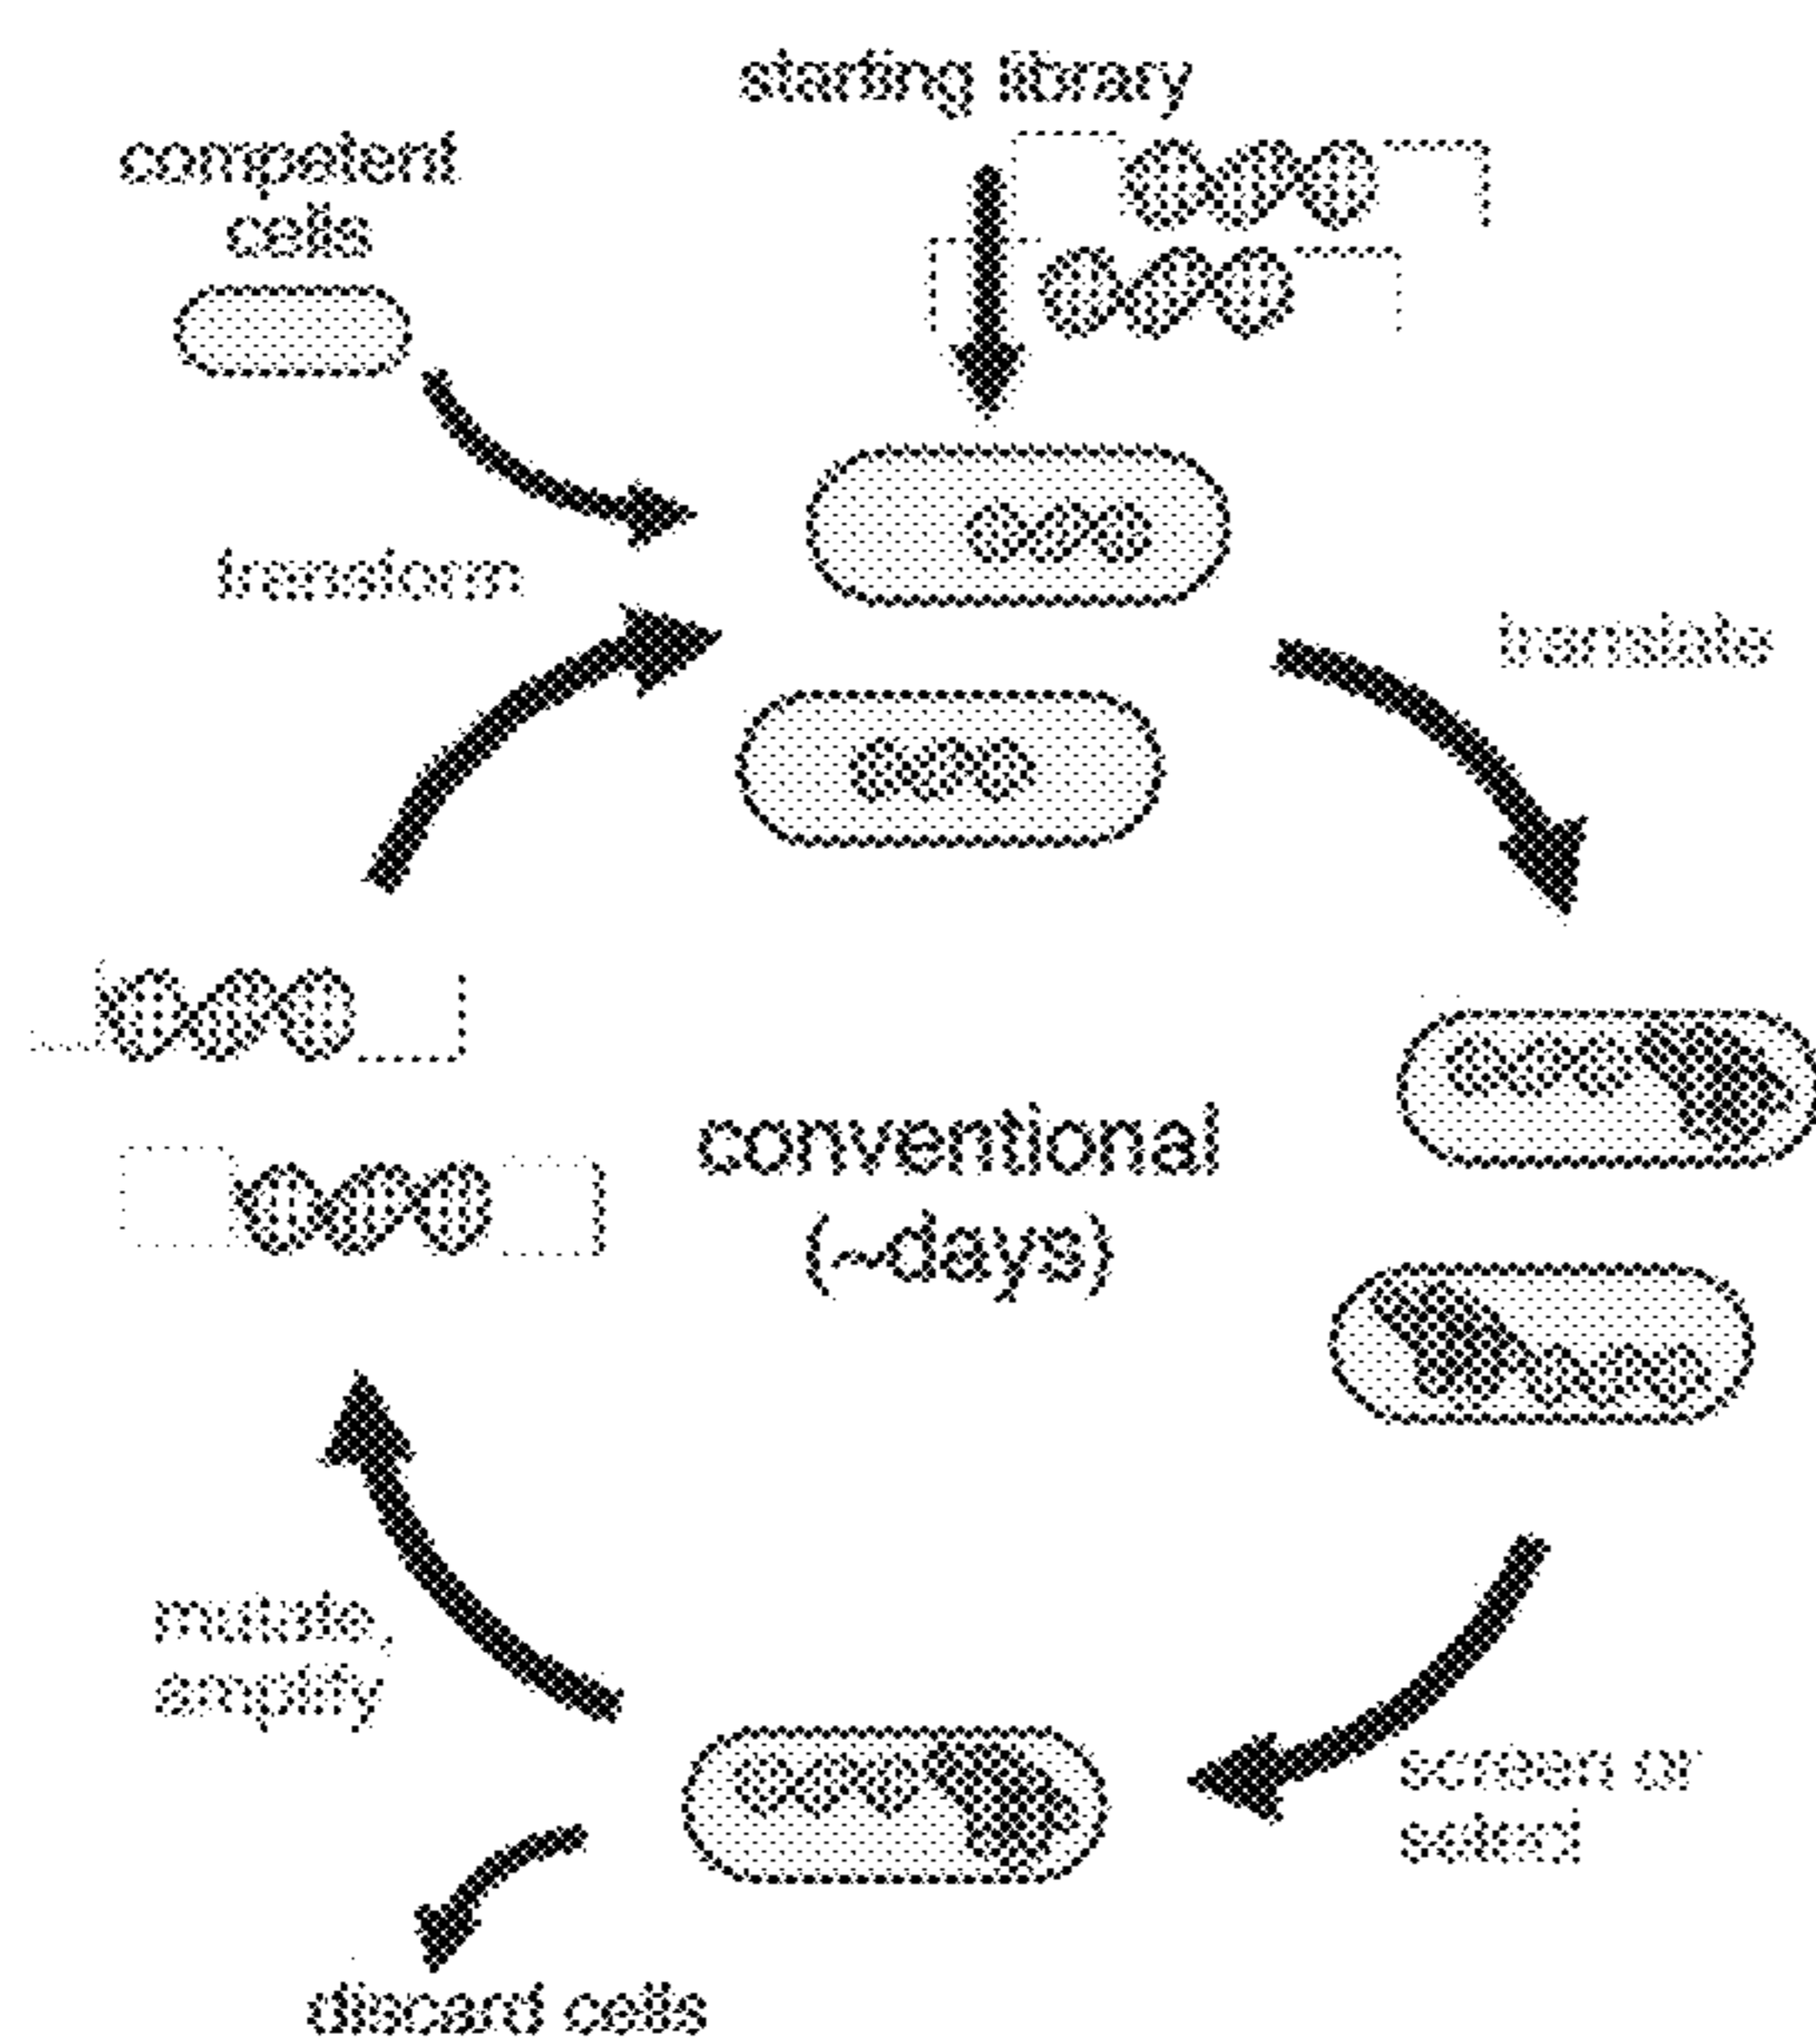 starting library
competent
cells
transform
translate
conventional
(~days)
mutate,
amplify
screen or
select
discard cells